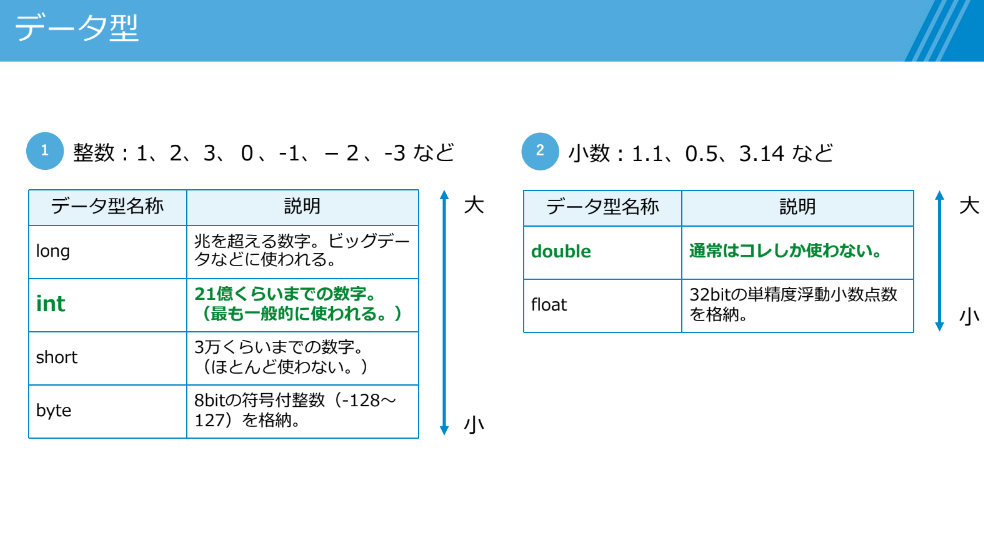 データ型
1 整数：1、2、3、０、-1、－２、-3 など
データ型名称 説明
long 兆を超える数字。ビッグデー
タなどに使われる。
int 21億くらいまでの数字。
（最も一般的に使われる。）
short 3万くらいまでの数字。
（ほとんど使わない。）
byte 8bitの符号付整数（-128～
127）を格納。
大
小
2 小数：1.1、0.5、3.14 など
データ型名称 説明
double 通常はコレしか使わない。
float 32bitの単精度浮動小数点数
を格納。
大
小